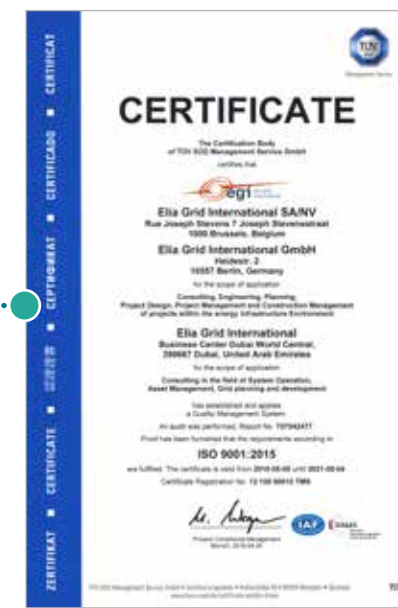 ZERTIFIKAT ■ CERTIFICATE ■ ■ СЕРТИФИКАТ ■ CERTIFICADO ■ CERTIFICAT
TÜV
Management Service
CERTIFICATE
The Certification Body
of TÜV SÜD Management Service GmbH
certifies that
egi
Elia Grid International SA/NV
Rue Joseph Stevens 7 Joseph Stevensstraat
1000 Brussels, Belgium
Elia Grid International GmbH
Heidestr. 2
10557 Berlin, Germany
for the scope of application
Consulting, Engineering, Planning,
Project Design, Project Management and Construction Management
of projects within the energy Infrastructure Environment
Elia Grid International
Business Center Dubai World Central,
390667 Dubai, United Arab Emirates
for the scope of application
Consulting in the field of System Operation,
Asset Management, Grid planning and development
has established and applies
a Quality Management System
An audit was performed, Report No.
Proof has been furnished that the requirements according to
ISO 9001:2015
are fulfilled. The certificate is valid from until
Certificate Registration No.
IAF